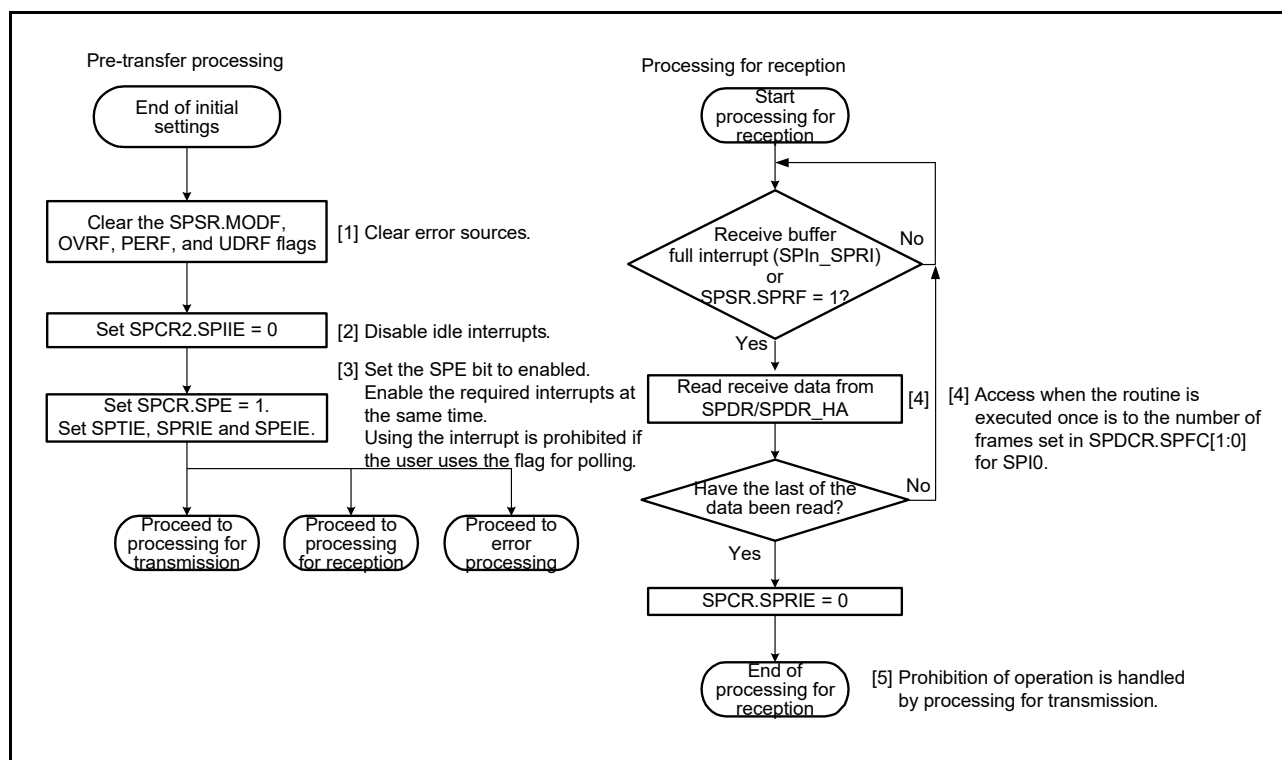 Pre-transfer processing
End of initial
settings
Clear the SPSR.MODF,
OVRF, PERF, and UDRF flags
[1] Clear error sources.
Set SPCR2.SPIIE = 0
[2] Disable idle interrupts.
[3] Set the SPE bit to enabled.
Enable the required interrupts at
the same time.
Using the interrupt is prohibited if
the user uses the flag for polling.
Set SPCR.SPE = 1.
Set SPTIE, SPRIE and SPEIE.
Proceed to
processing for
transmission
Proceed to
processing
for reception
Proceed to
error
processing
Processing for reception
Start
processing for
reception
Receive buffer
full interrupt (SPIn_SPRI)
or
SPSR.SPRF = 1?
No
Yes
Read receive data from
SPDR/SPDR_HA
[4]
[4] Access when the routine is
executed once is to the number of
frames set in SPDCR.SPFC[1:0]
for SPI0.
Have the last of the
data been read?
No
Yes
SPCR.SPRIE = 0
End of
processing for
reception
[5] Prohibition of operation is handled
by processing for transmission.